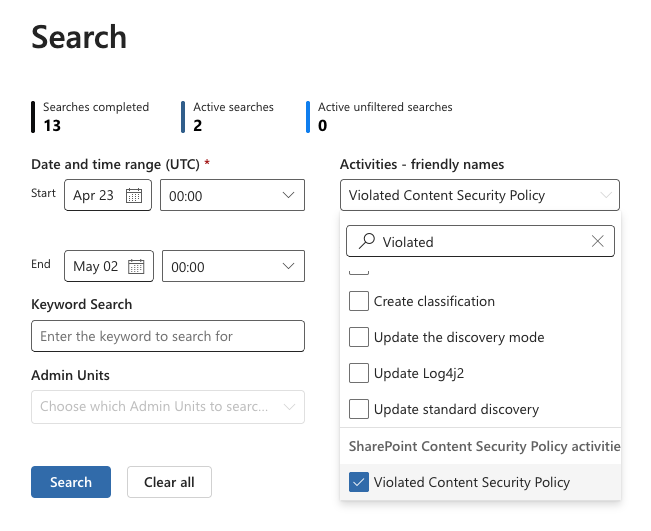 Search
Searches completed
13
Active searches
2
Active unfiltered searches
0
Date and time range (UTC) *
Start
Apr 23
00:00
End
May 02
00:00
Keyword Search
Enter the keyword to search for
Admin Units
Choose which Admin Units to searc...
Search
Clear all
Activities - friendly names
Violated Content Security Policy
Violated
Create classification
Update the discovery mode
Update Log4j2
Update standard discovery
SharePoint Content Security Policy activitie
Violated Content Security Policy